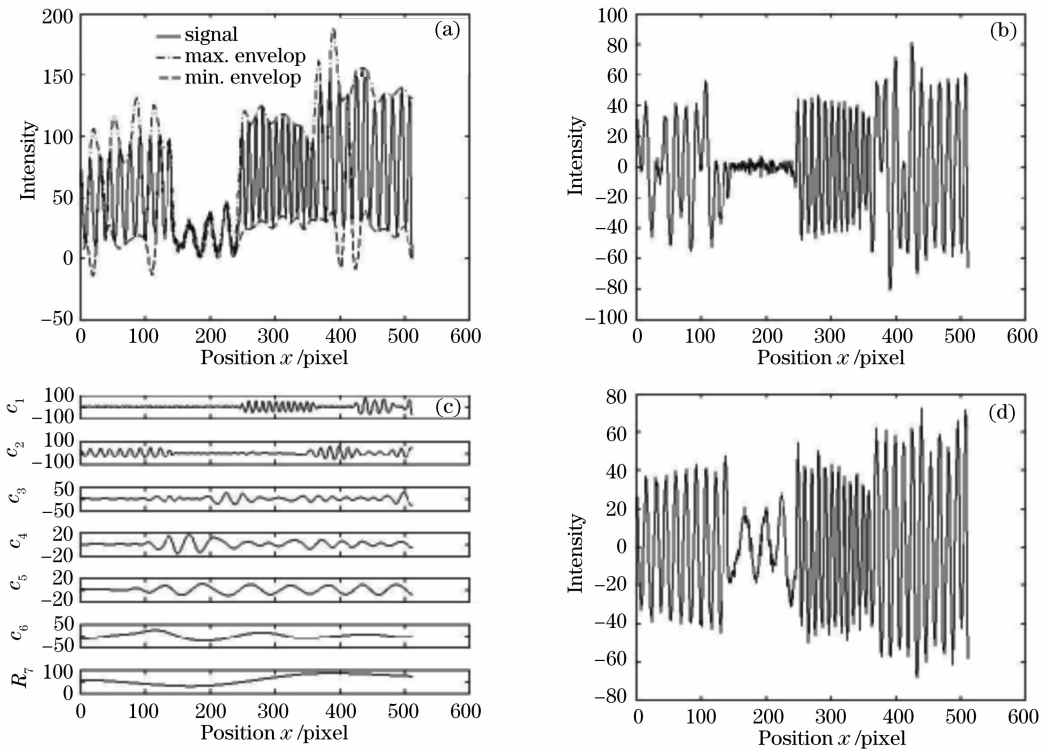 (a)
signal
max. envelop
min. envelop
Intensity
200
150
100
50
0
−50
0 100 200 300 400 500 600
Position x /pixel
(b)
Intensity
100
80
60
40
20
0
−20
−40
−60
−80
−100
0 100 200 300 400 500 600
Position x /pixel
(c)
c1
100
−100
c2
100
−100
c3
50
−50
c4
20
−20
c5
20
−20
c6
50
−50
R7
100
0
0 100 200 300 400 500 600
Position x /pixel
(d)
Intensity
80
60
40
20
0
−20
−40
−60
−80
0 100 200 300 400 500 600
Position x /pixel